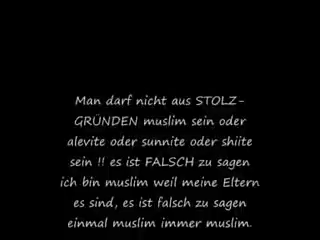 Man darf nicht aus STOLZ-
GRÜNDEN muslim sein oder
alevite oder sunnite oder shiite
sein !! es ist FALSCH zu sagen
ich bin muslim weil meine Eltern
es sind, es ist falsch zu sagen
einmal muslim immer muslim.